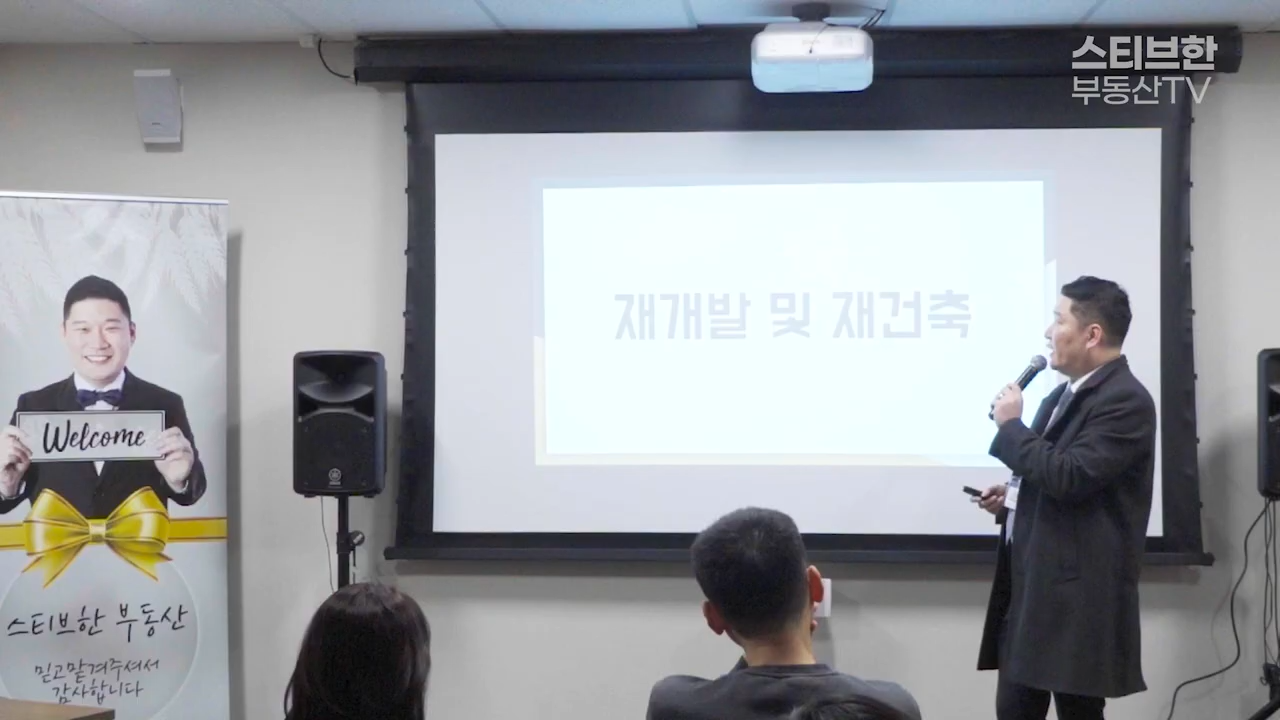 스티브한
부동산TV
재개발 및 재건축
Welcome
스티브한 부동산
믿고맡겨주셔서
감사합니다